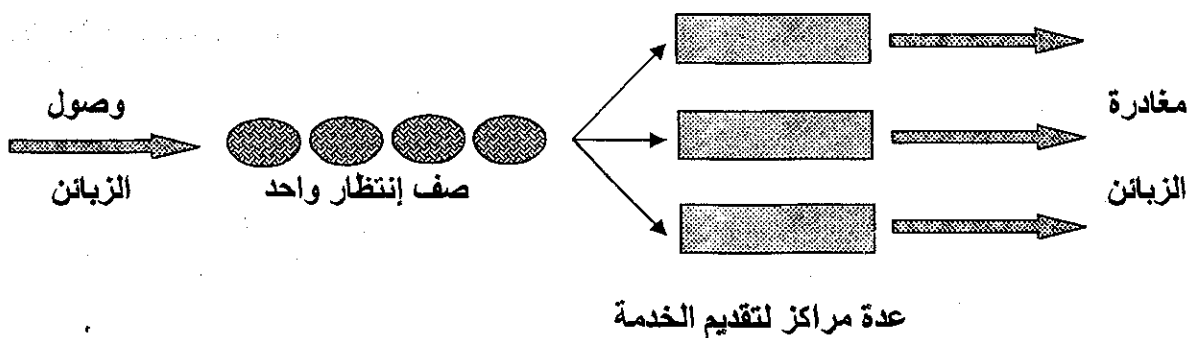 وصول
الزبائن
صف إنتظار واحد
مغادرة
الزبائن
عدة مراكز لتقديم الخدمة